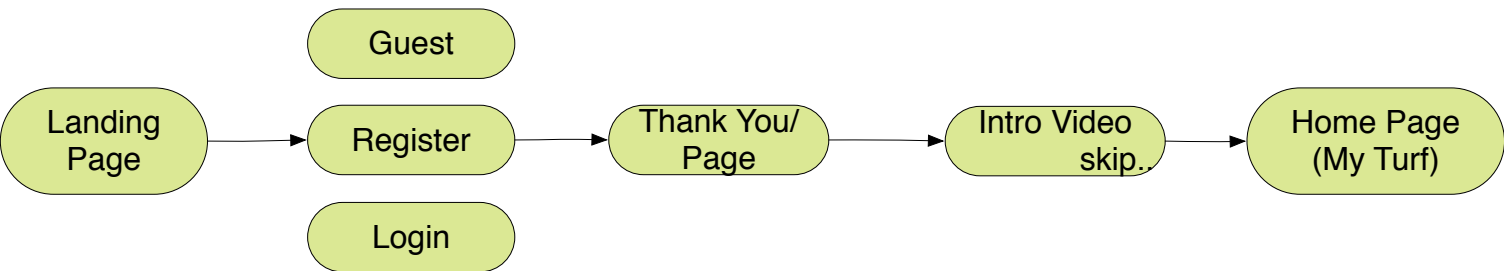 Guest
Landing
Page
Register
Login
Thank You/
Page
Intro Video
skip..
Home Page
(My Turf)